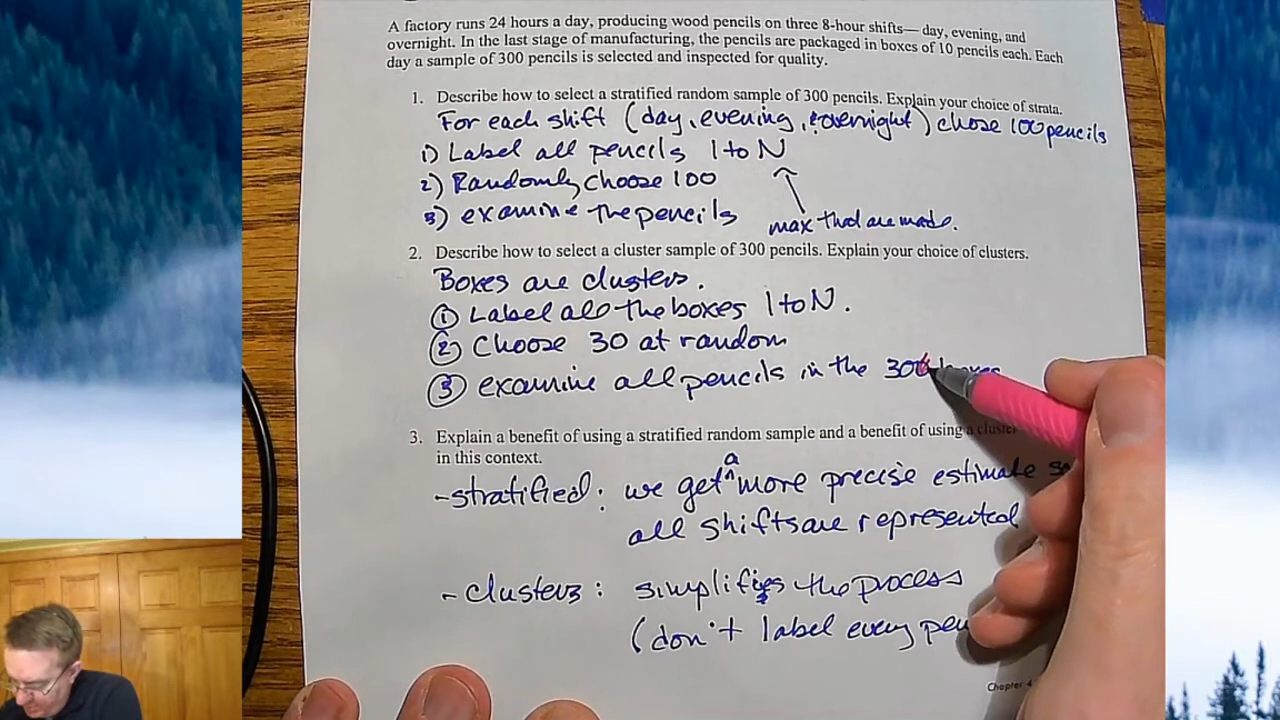 A factory runs 24 hours a day, producing wood pencils on three 8-hour shifts— day, evening, and
overnight. In the last stage of manufacturing, the pencils are packaged in boxes of 10 pencils each. Each
day a sample of 300 pencils is selected and inspected for quality.
1. Describe how to select a stratified random sample of 300 pencils. Explain your choice of strata.
For each shift (day, evening, & overnight) chose 100 pencils
1) Label all pencils 1 to N
2) Randomly choose 100
3) examine the pencils
max that are made.
2. Describe how to select a cluster sample of 300 pencils. Explain your choice of clusters.
Boxes are clusters.
① Label all the boxes 1 to N.
② Choose 30 at random
③ examine all pencils in the boxes
3. Explain a benefit of using a stratified random sample and a benefit of using a cluster
in this context.
- stratified: we get a more precise estimate
all shifts are represented
- clusters: simplifies the process
(don't label every
Chapter 4